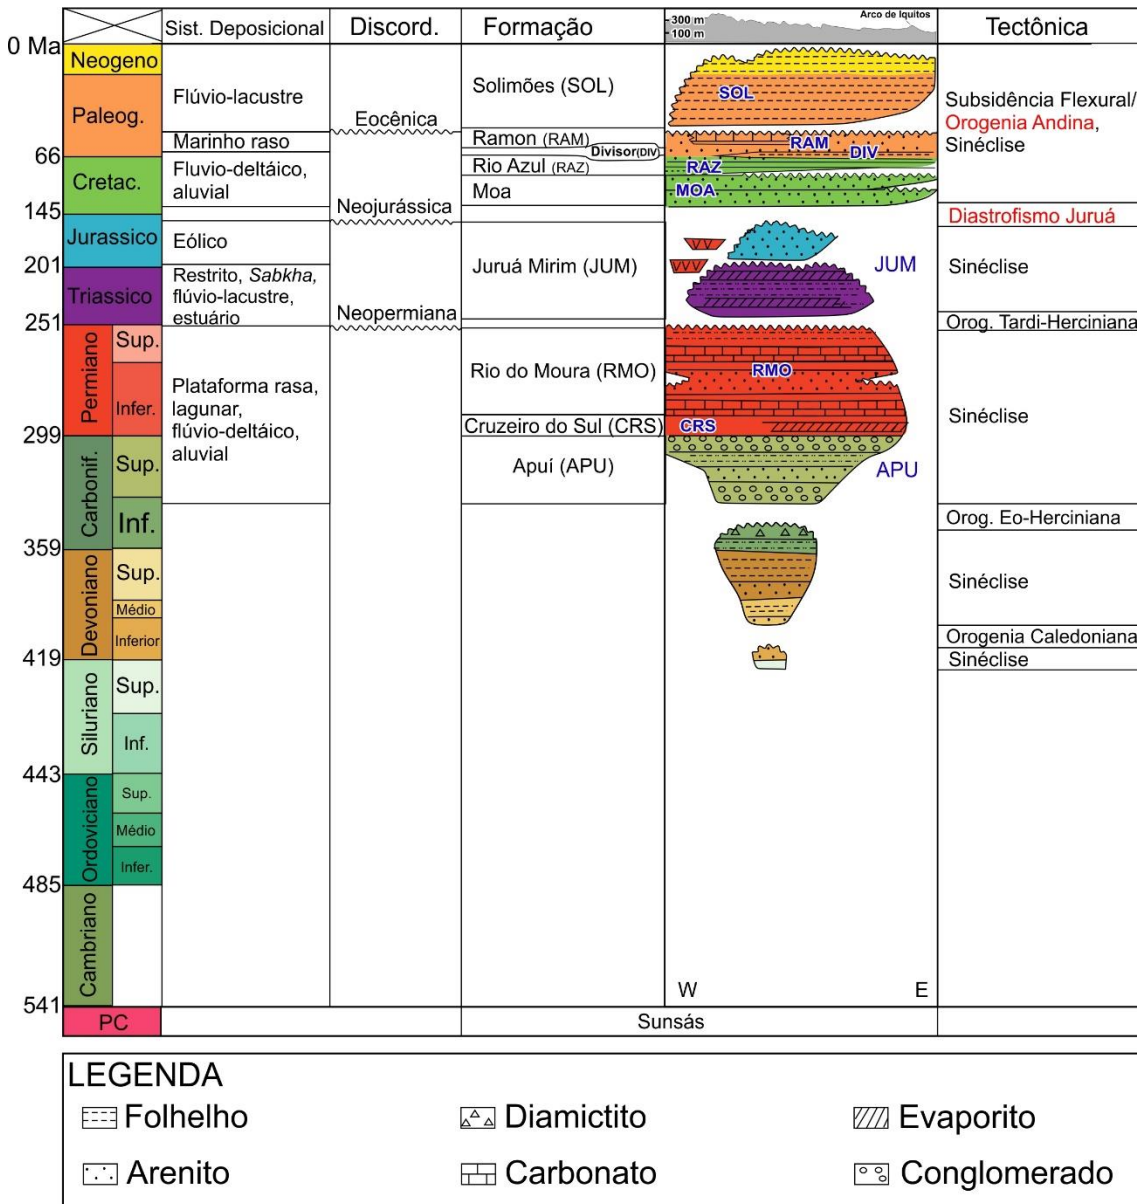 Sist. Deposicional
Discord.
Formação
300 m
100 m
Arco de Iquitos
Tectônica
0 Ma
Neogeno
Paleog.
66
Cretac.
145
Jurassico
201
Triassico
251
Permiano
Sup.
Infer.
299
Carbonif.
Sup.
Inf.
359
Devoniano
Sup.
Médio
Inferior
419
Siluriano
Sup.
Inf.
443
Ordoviciano
Sup.
Médio
Infer.
485
Cambriano
541
PC
Flúvio-lacustre
Marinho raso
Fluvio-deltáico,
aluvial
Eólico
Restrito, Sabkha,
flúvio-lacustre,
estuário
Plataforma rasa,
lagunar,
flúvio-deltáico,
aluvial
Eocênica
Neojurássica
Neopermiana
Solimões (SOL)
Ramon (RAM)
Divisor(DIV)
Rio Azul (RAZ)
Moa
Juruá Mirim (JUM)
Rio do Moura (RMO)
Cruzeiro do Sul (CRS)
Apuí (APU)
SOL
RAM
DIV
RAZ
MOA
JUM
RMO
CRS
APU
W
E
Sunsás
Subsidência Flexural/
Orogenia Andina,
Sinéclise
Diastrofismo Juruá
Sinéclise
Orog. Tardi-Herciniana
Sinéclise
Orog. Eo-Herciniana
Sinéclise
Orogenia Caledoniana
Sinéclise
LEGENDA
Folhelho
Diamictito
Evaporito
Arenito
Carbonato
Conglomerado